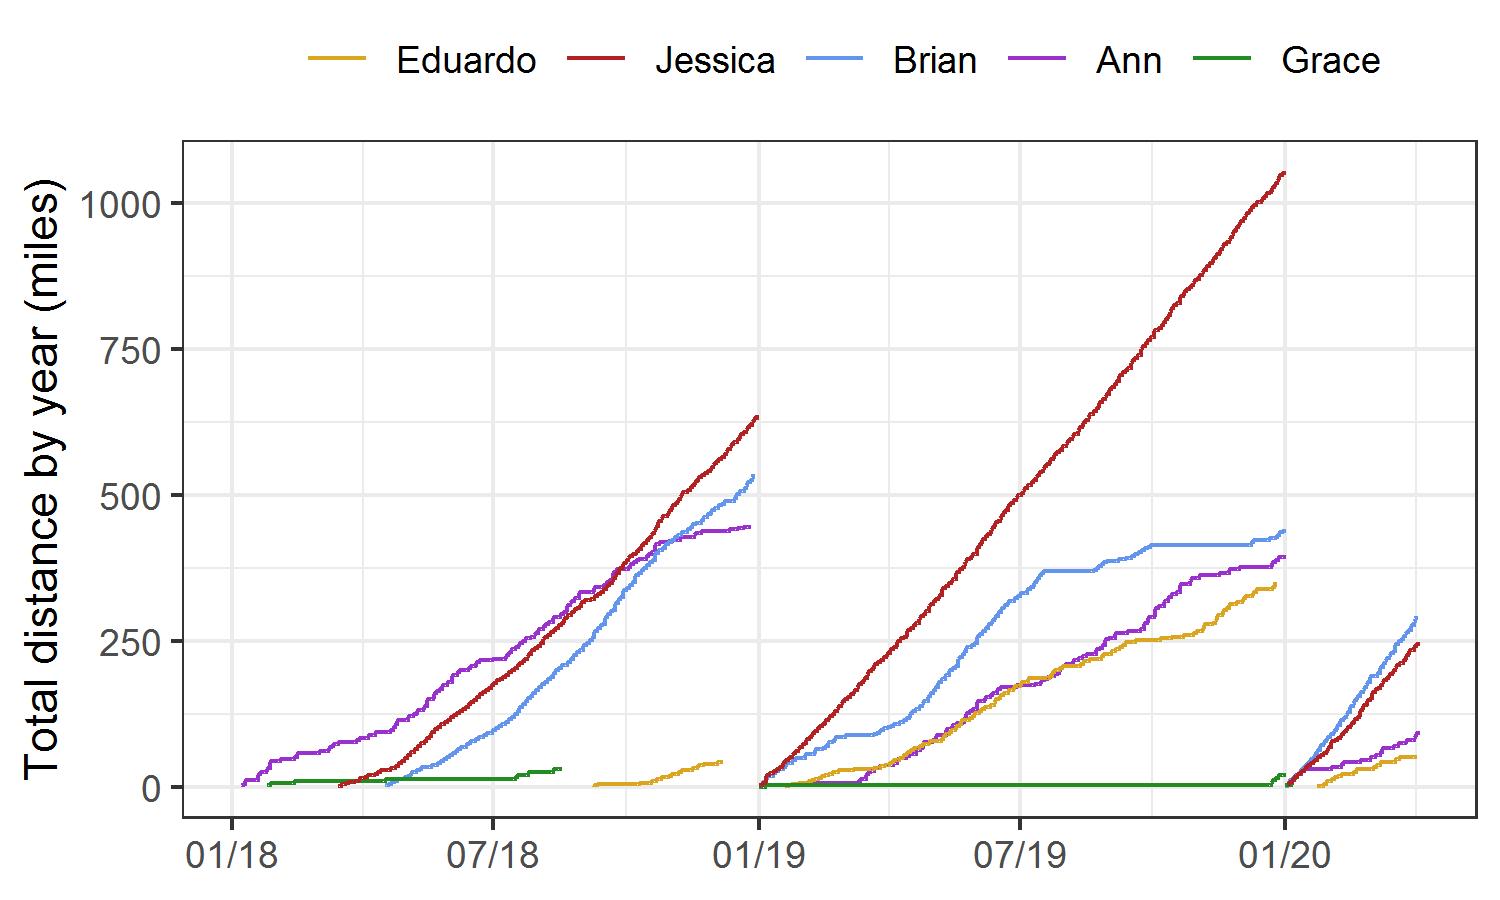 Eduardo Jessica Brian Ann Grace
Total distance by year (miles)
1000
750
500
250
0
01/18 07/18 01/19 07/19 01/20